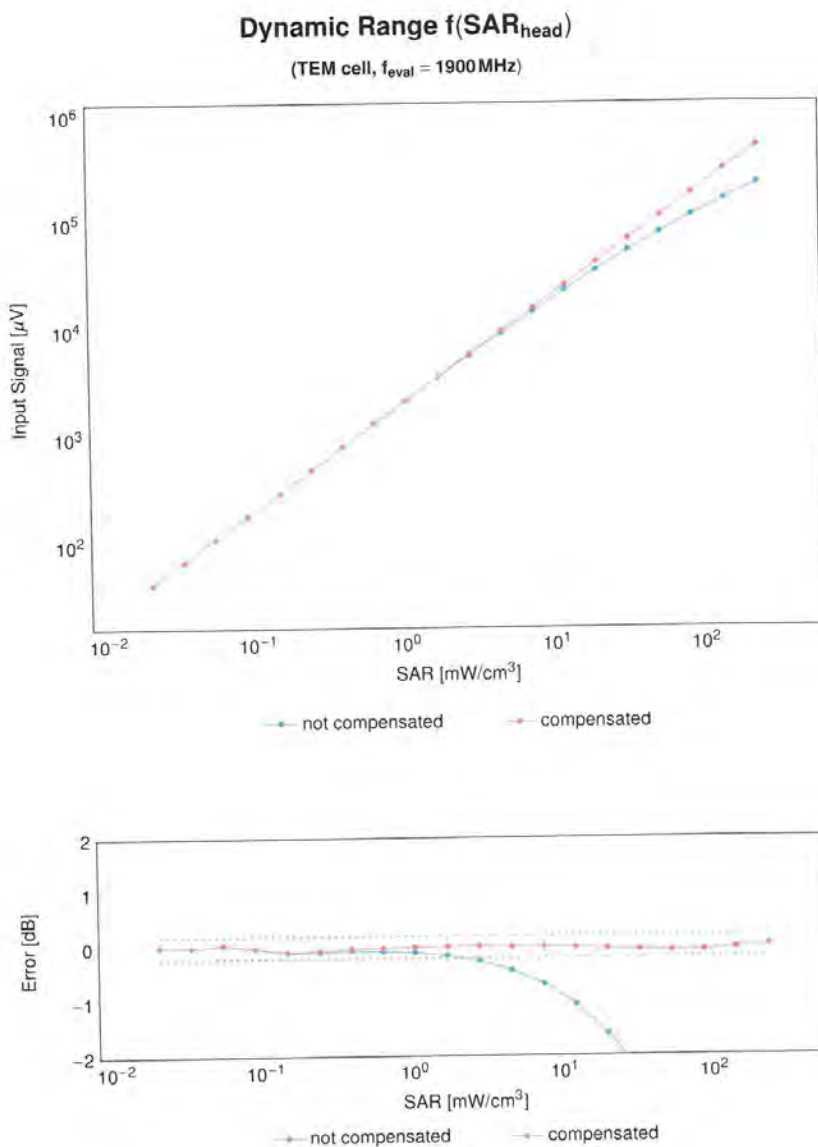 Dynamic Range f(SAR_head)
(TEM cell, f_eval = 1900 MHz)
10⁶
10⁵
10⁴
10³
10²
Input Signal [µV]
10⁻² 10⁻¹ 10⁰ 10¹ 10²
SAR [mW/cm³]
not compensated compensated
2
1
0
−1
−2
Error [dB]
10⁻² 10⁻¹ 10⁰ 10¹ 10²
SAR [mW/cm³]
not compensated compensated